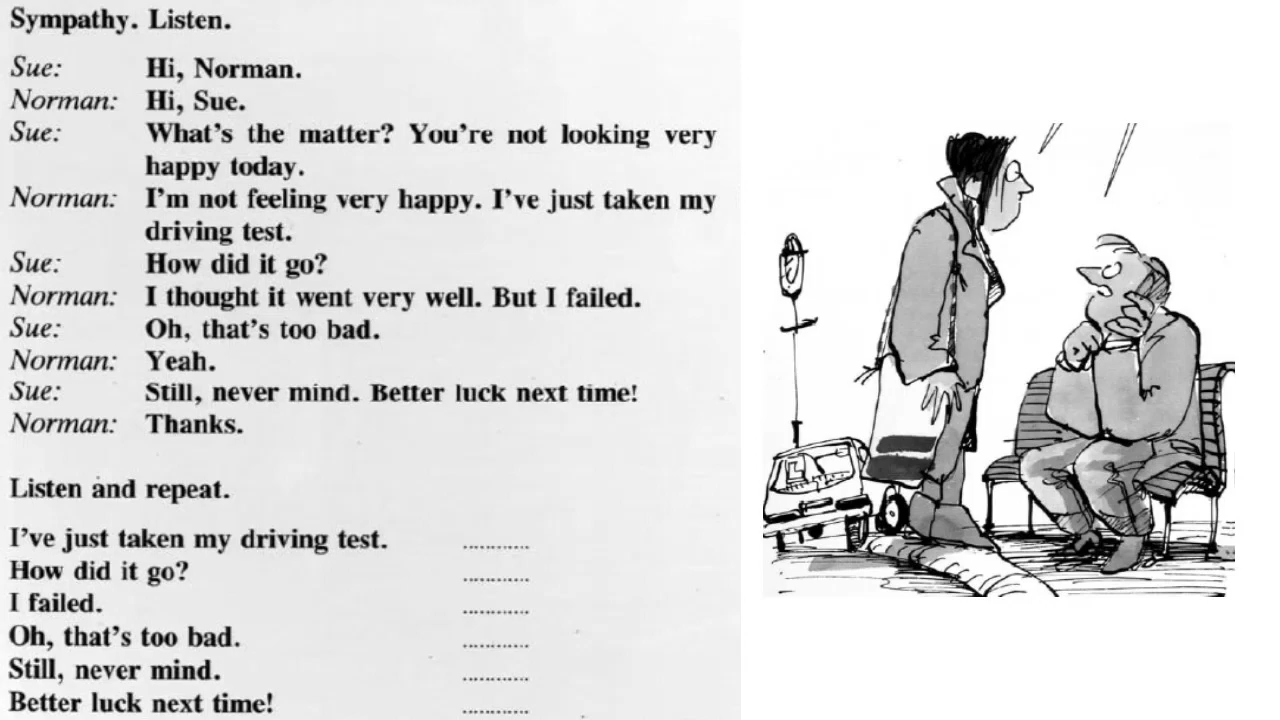 Sympathy. Listen.
Sue: Hi, Norman.
Norman: Hi, Sue.
Sue: What's the matter? You're not looking very
happy today.
Norman: I'm not feeling very happy. I've just taken my
driving test.
Sue: How did it go?
Norman: I thought it went very well. But I failed.
Sue: Oh, that's too bad.
Norman: Yeah.
Sue: Still, never mind. Better luck next time!
Norman: Thanks.
Listen and repeat.
I've just taken my driving test. ............
How did it go? ............
I failed. ............
Oh, that's too bad. ............
Still, never mind. ............
Better luck next time! ............